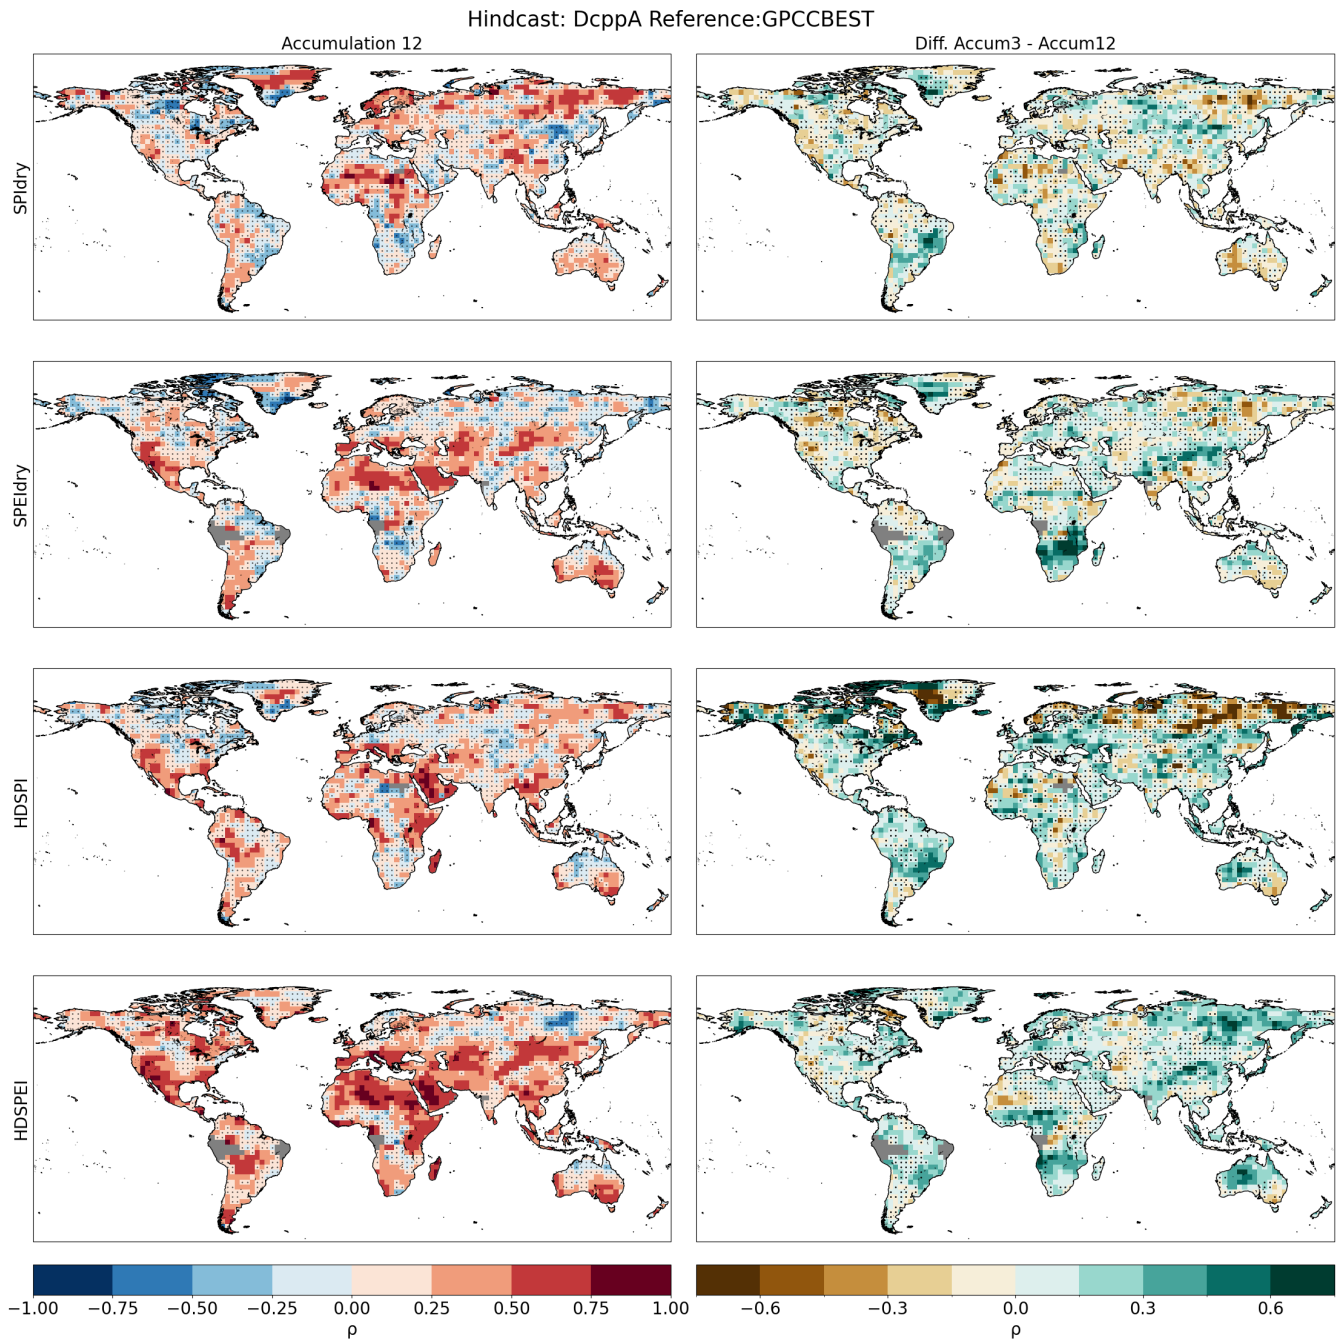 Hindcast: DcppA Reference:GPCCBEST
Accumulation 12
Diff. Accum3 - Accum12
SPIdry
SPEIdry
HDSPI
HDSPEI
−1.00 −0.75 −0.50 −0.25 0.00 0.25 0.50 0.75 1.00
ρ
−0.6 −0.3 0.0 0.3 0.6
ρ